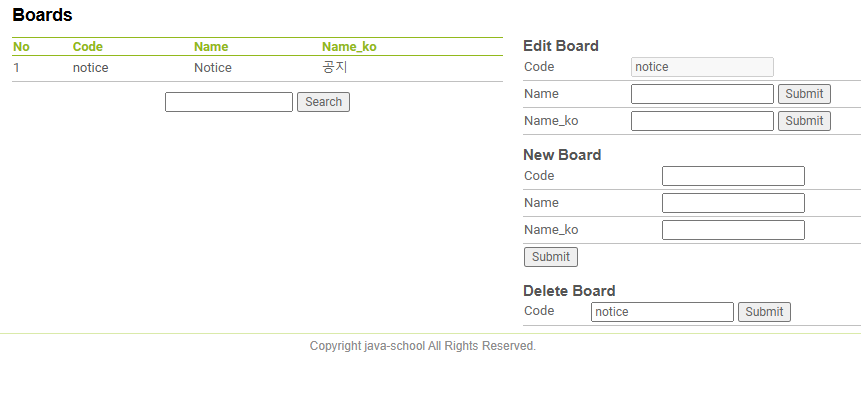 Boards
No Code Name Name_ko
1 notice Notice 공지
Search
Edit Board
Code notice
Name Submit
Name_ko Submit
New Board
Code
Name
Name_ko
Submit
Delete Board
Code notice Submit
Copyright java-school All Rights Reserved.